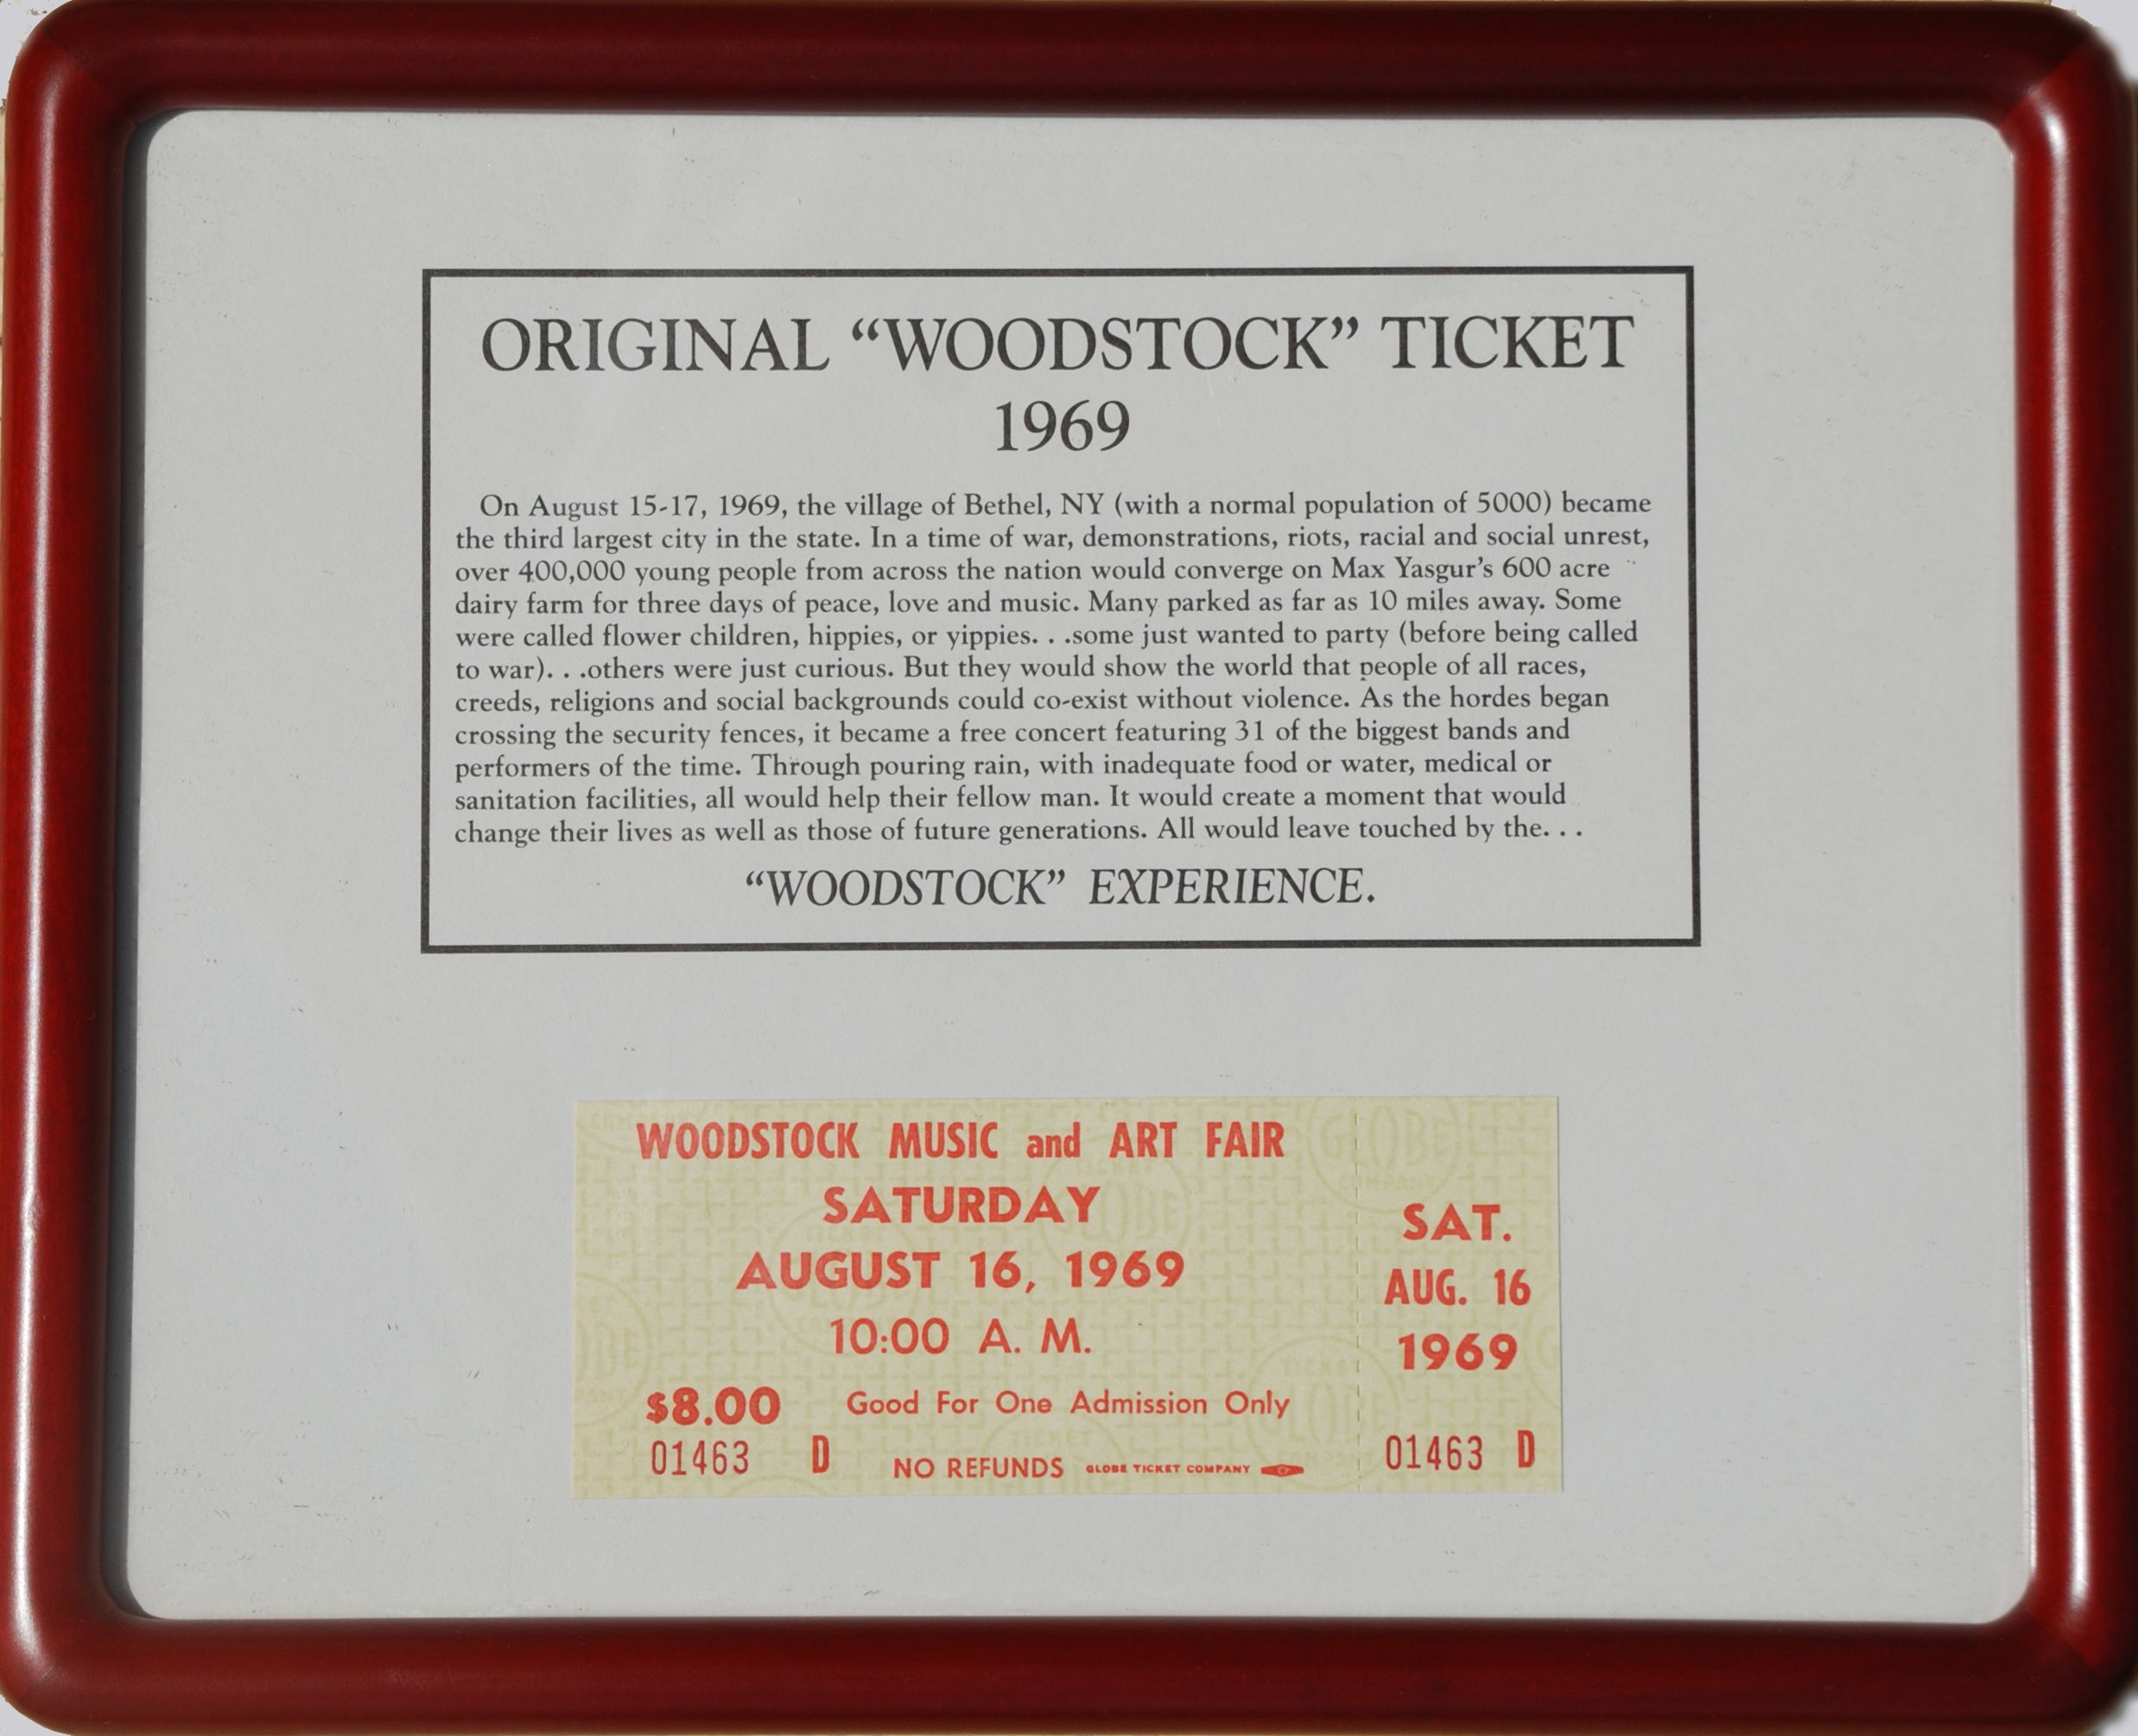 ORIGINAL “WOODSTOCK” TICKET
1969
On August 15-17, 1969, the village of Bethel, NY (with a normal population of 5000) became
the third largest city in the state. In a time of war, demonstrations, riots, racial and social unrest,
over 400,000 young people from across the nation would converge on Max Yasgur’s 600 acre
dairy farm for three days of peace, love and music. Many parked as far as 10 miles away. Some
were called flower children, hippies, or yippies. . .some just wanted to party (before being called
to war). . .others were just curious. But they would show the world that people of all races,
creeds, religions and social backgrounds could co-exist without violence. As the hordes began
crossing the security fences, it became a free concert featuring 31 of the biggest bands and
performers of the time. Through pouring rain, with inadequate food or water, medical or
sanitation facilities, all would help their fellow man. It would create a moment that would
change their lives as well as those of future generations. All would leave touched by the. . .
“WOODSTOCK” EXPERIENCE.
WOODSTOCK MUSIC and ART FAIR
SATURDAY
AUGUST 16, 1969
10:00 A. M.
$8.00 Good For One Admission Only
01463 D NO REFUNDS GLOBE TICKET COMPANY
SAT.
AUG. 16
1969
01463 D
GLOBE
COMPANY